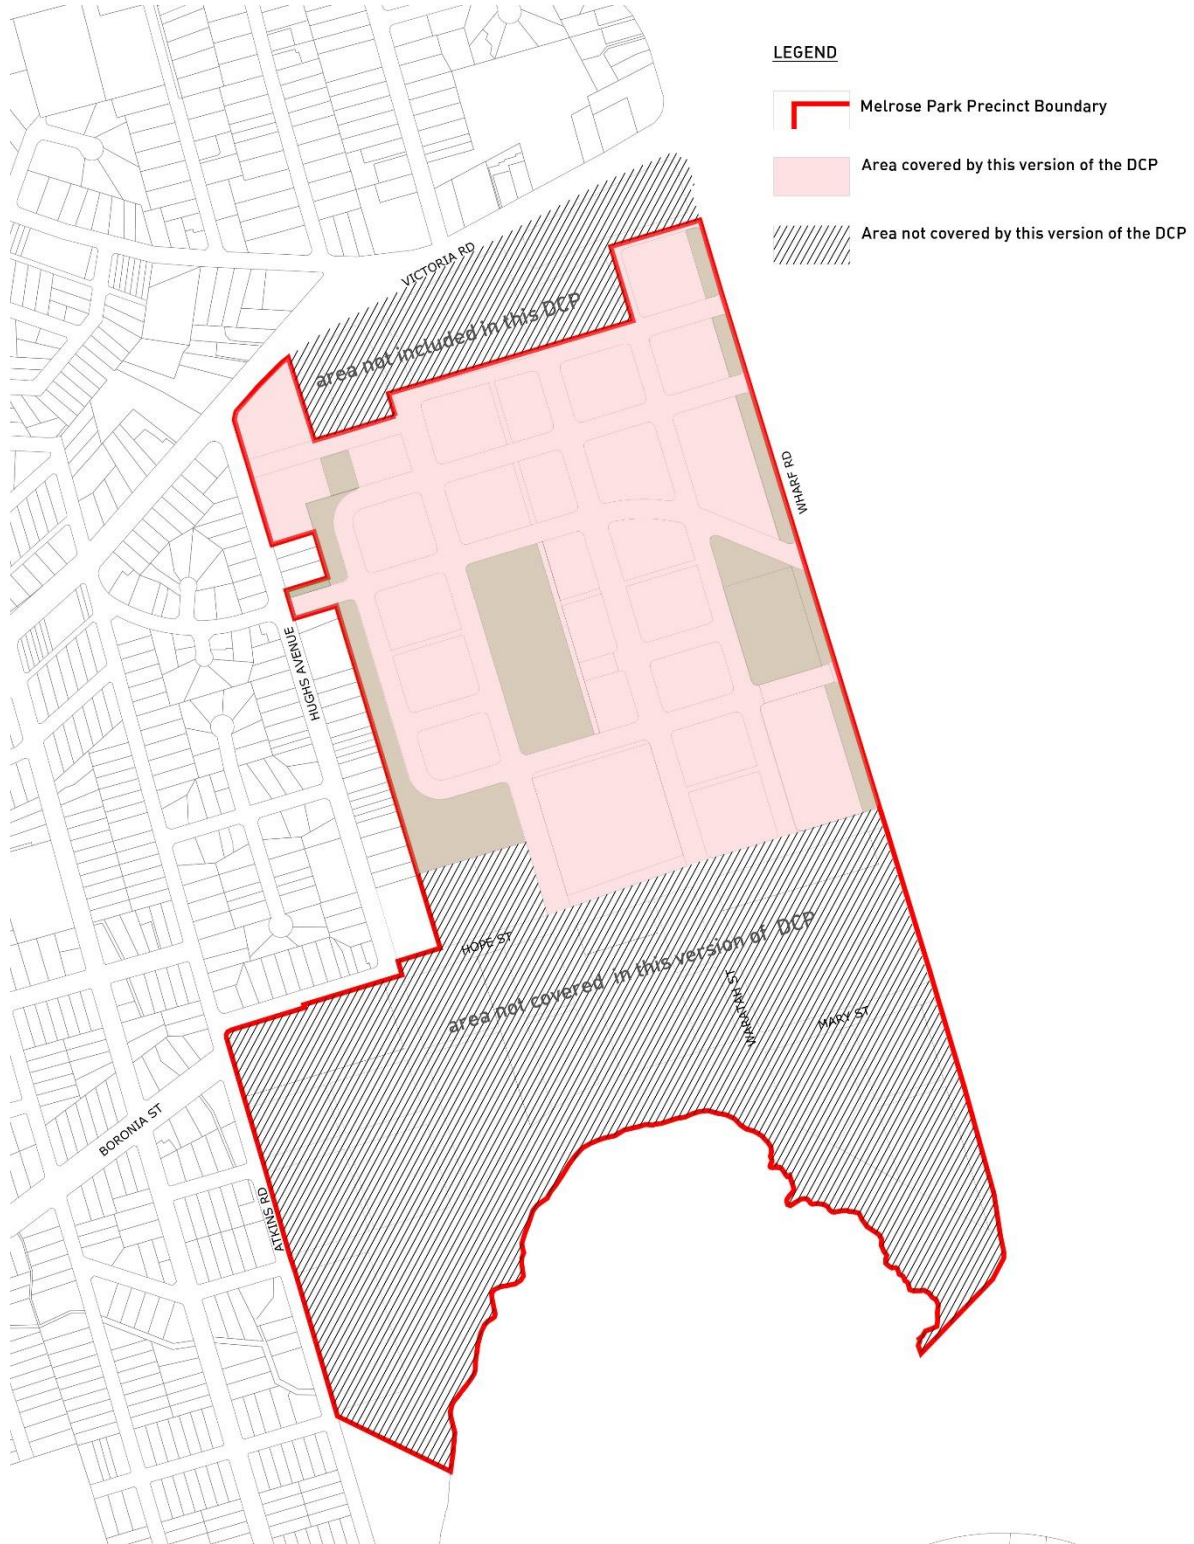 LEGEND
Melrose Park Precinct Boundary
Area covered by this version of the DCP
Area not covered by this version of the DCP
VICTORIA RD
area not included in this DCP
WHARF RD
HUGHS AVENUE
HOPE ST
area not covered in this version of DCP
WARATAH ST
MARY ST
BORONIA ST
ATKINS RD